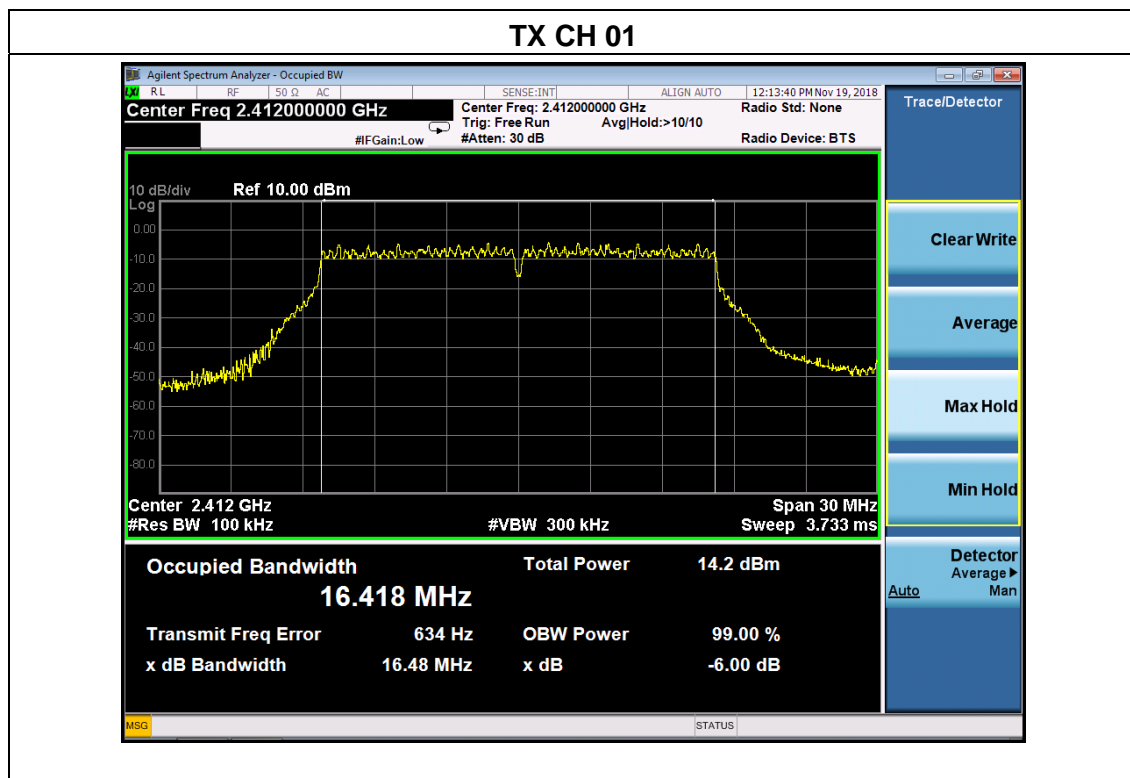 TX CH 01
Agilent Spectrum Analyzer - Occupied BW
LXI RL RF 50 Ω AC SENSE:INT ALIGN AUTO 12:13:40 PM Nov 19, 2018
Center Freq 2.412000000 GHz Center Freq: 2.412000000 GHz Radio Std: None
Trig: Free Run Avg|Hold:>10/10
#IFGain:Low #Atten: 30 dB Radio Device: BTS
Trace/Detector
10 dB/div Ref 10.00 dBm
Log
0.00
-10.0
-20.0
-30.0
-40.0
-50.0
-60.0
-70.0
-80.0
Center 2.412 GHz Span 30 MHz
#Res BW 100 kHz #VBW 300 kHz Sweep 3.733 ms
Clear Write
Average
Max Hold
Min Hold
Detector
Average
Auto Man
Occupied Bandwidth Total Power 14.2 dBm
16.418 MHz
Transmit Freq Error 634 Hz OBW Power 99.00 %
x dB Bandwidth 16.48 MHz x dB -6.00 dB
MSG STATUS